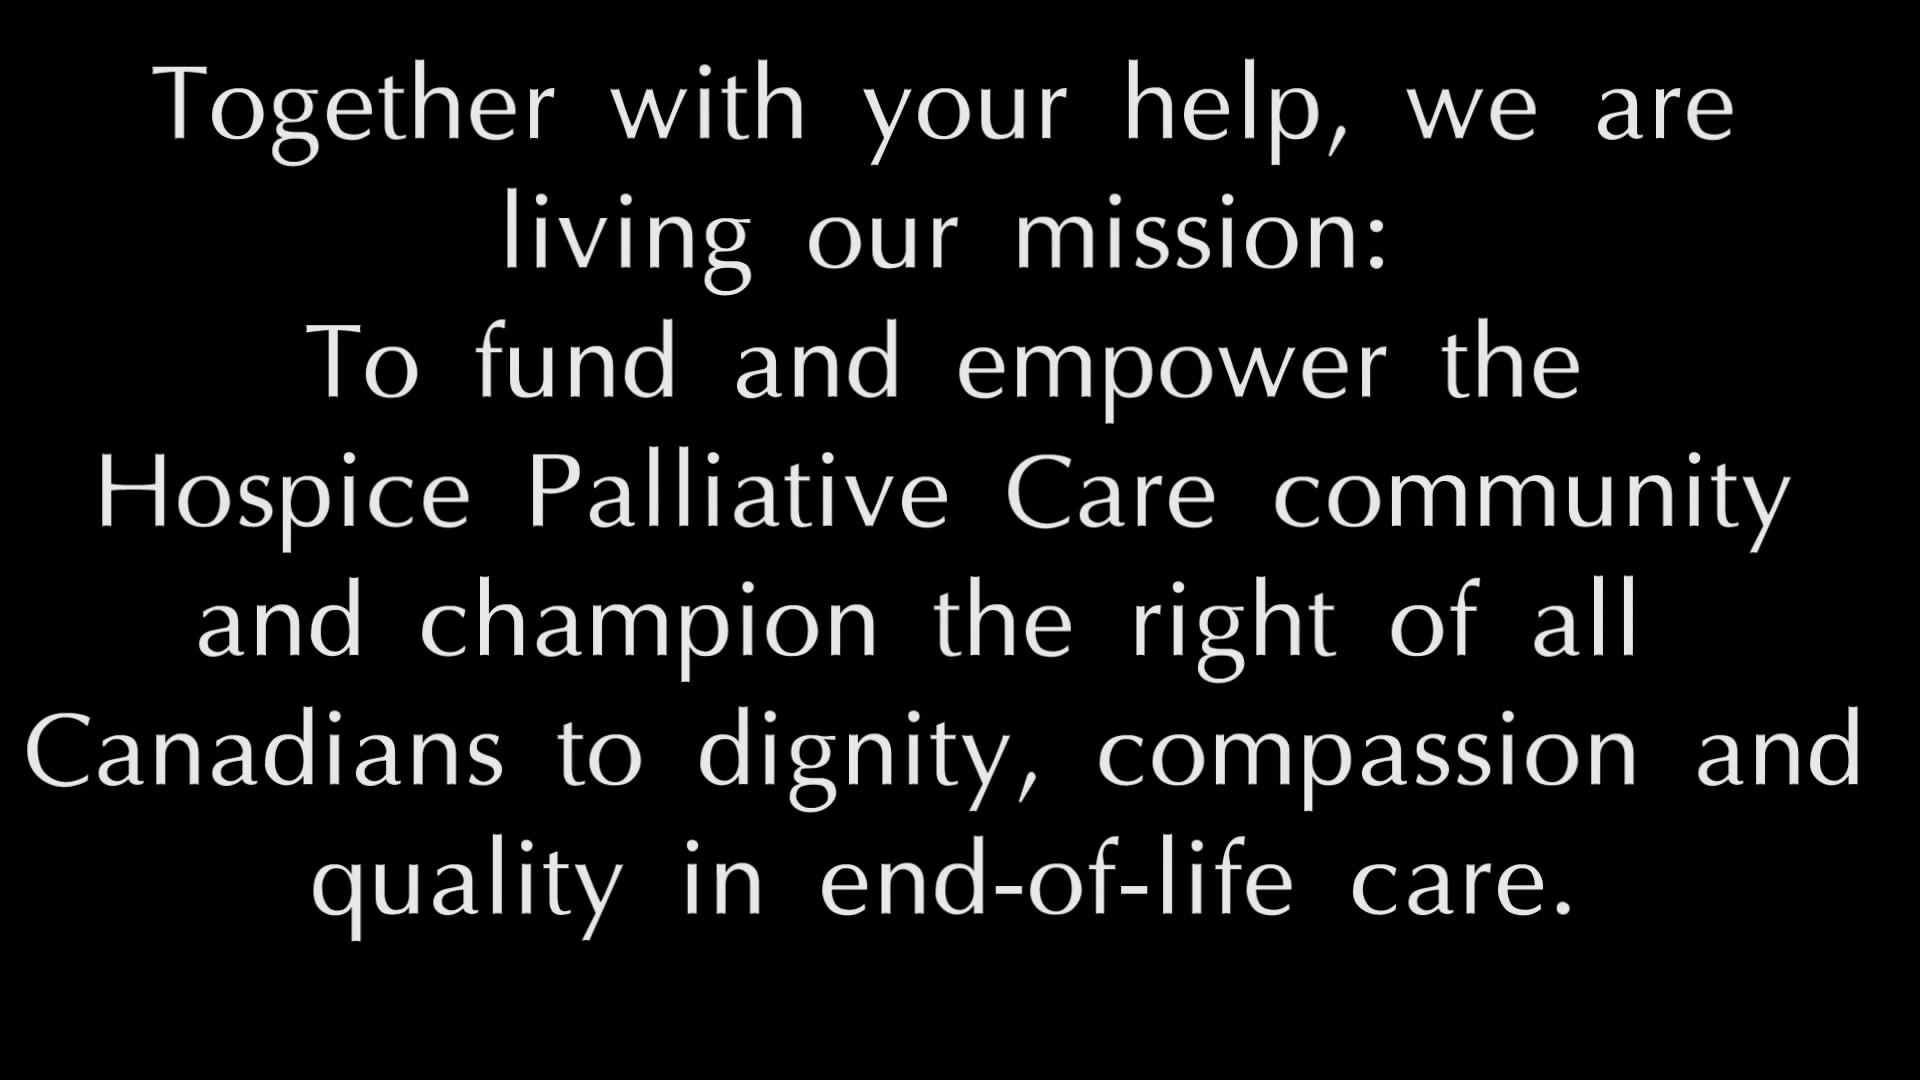 Together with your help, we are
living our mission:
To fund and empower the
Hospice Palliative Care community
and champion the right of all
Canadians to dignity, compassion and
quality in end-of-life care.